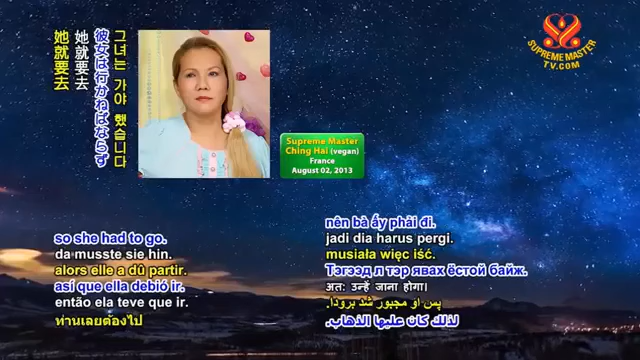 그녀는 가야 했습니다
彼女は行かねばならず
她就要去
她就要去
SUPREME MASTER
TV.COM
Supreme Master
Ching Hai (vegan)
France
August 02, 2013
so she had to go.
da musste sie hin.
alors elle a dû partir.
así que ella debió ir.
então ela teve que ir.
ท่านเลยต้องไป
nên bà ấy phải đi.
jadi dia harus pergi.
musiała więc iść.
Тэгээд л тэр явах ёстой байж.
अतः उन्हें जाना होगा।
پس او مجبور شد برود.
لذلك كان عليها الذهاب.